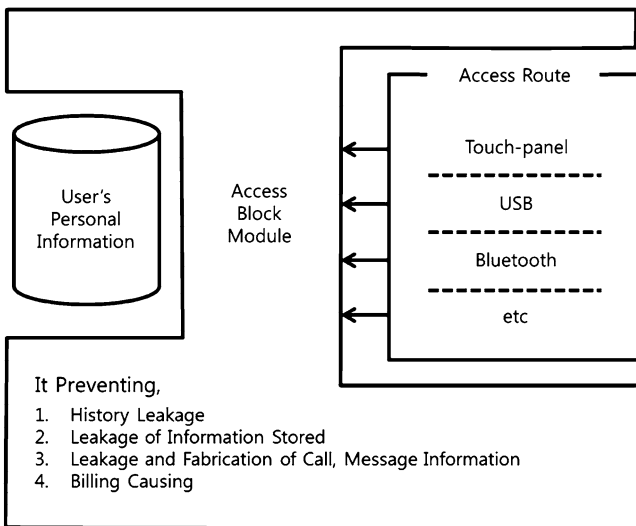 Access Route
Touch-panel
USB
Bluetooth
etc
User's
Personal
Information
Access
Block
Module
It Preventing,
1. History Leakage
2. Leakage of Information Stored
3. Leakage and Fabrication of Call, Message Information
4. Billing Causing